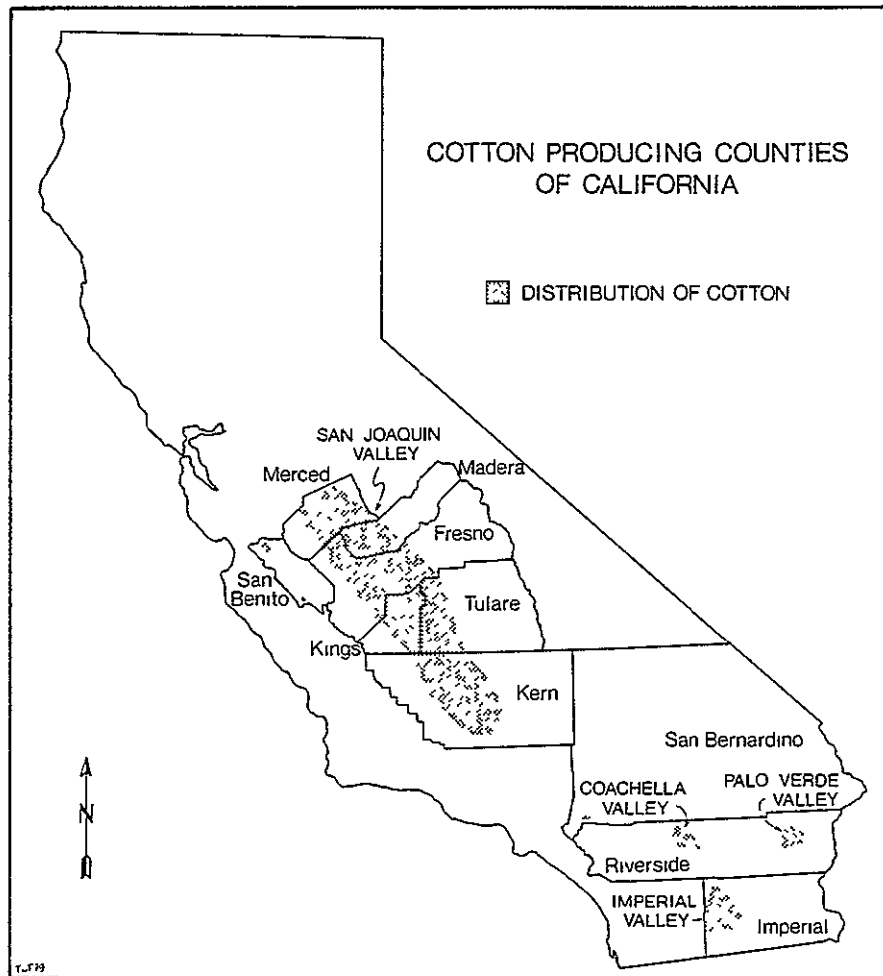 COTTON PRODUCING COUNTIES
OF CALIFORNIA
DISTRIBUTION OF COTTON
SAN JOAQUIN
VALLEY
Merced
Madera
Fresno
San
Benito
Tulare
Kings
Kern
San Bernardino
COACHELLA
VALLEY
PALO VERDE
VALLEY
Riverside
IMPERIAL
VALLEY
Imperial
N